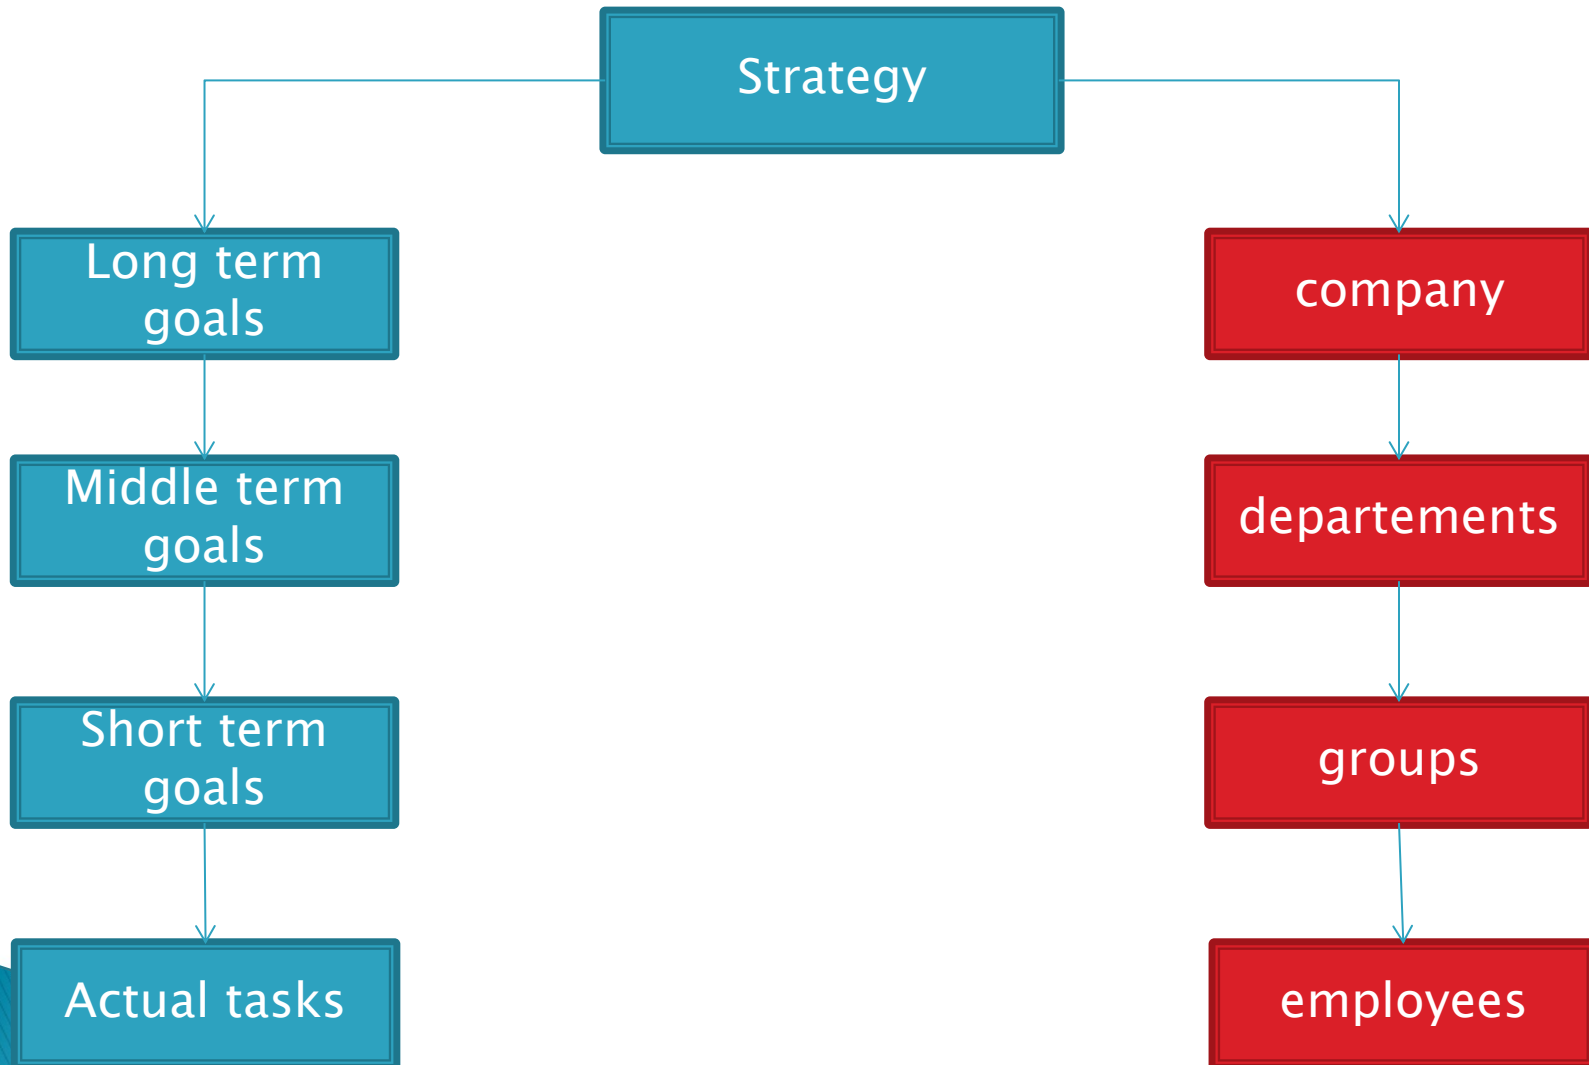 Strategy
Long term
goals
company
Middle term
goals
departements
Short term
goals
groups
Actual tasks
employees